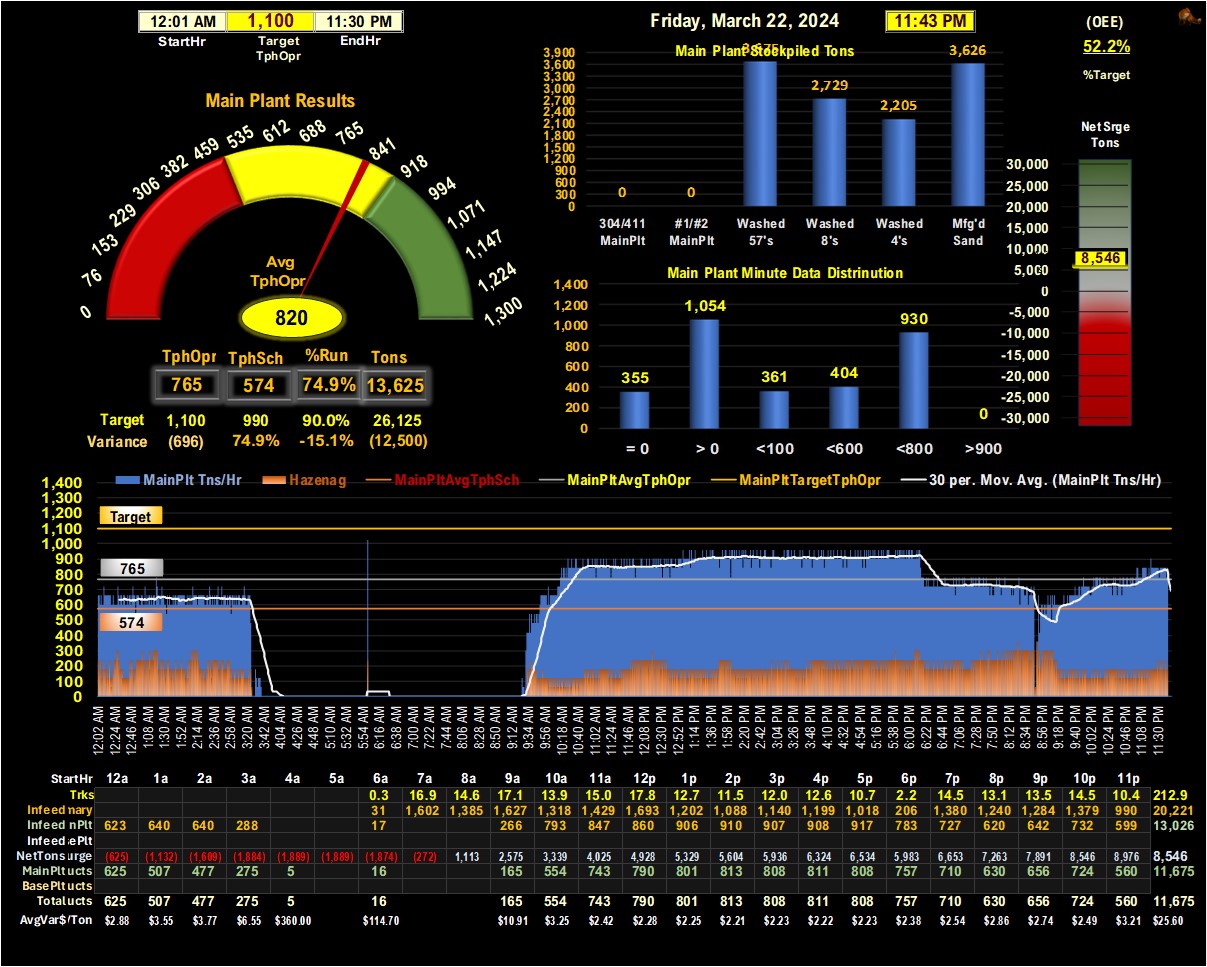 12:01 AM 1,100 11:30 PM
StartHr Target TphOpr EndHr
Friday, March 22, 2024 11:43 PM
(OEE)
52.2%
%Target
Main Plant Results
0 76 153 229 306 382 459 535 612 688 765 841 918 994 1,071 1,147 1,224 1,300
Avg
TphOpr
820
TphOpr TphSch %Run Tons
765 574 74.9% 13,625
Target 1,100 990 90.0% 26,125
Variance (696) 74.9% -15.1% (12,500)
Main Plant Stockpiled Tons
3,900
3,600
3,300
3,000
2,700
2,400
2,100
1,800
1,500
1,200
900
600
300
0
0 0 2,729 2,205 3,626
304/411 #1/#2 Washed Washed Washed Mfg'd
MainPlt MainPlt 57's 8's 4's Sand
Main Plant Minute Data Distrinution
1,400
1,200
1,000
800
600
400
200
0
355 1,054 361 404 930 0
= 0 > 0 <100 <600 <800 >900
Net Srge
Tons
30,000
25,000
20,000
15,000
10,000
5,000
0
-5,000
-10,000
-15,000
-20,000
-25,000
-30,000
8,546
MainPlt Tns/Hr Hazenag MainPltAvgTphSch MainPltAvgTphOpr MainPltTargetTphOpr 30 per. Mov. Avg. (MainPlt Tns/Hr)
1,400
1,300
1,200
1,100
1,000
900
800
700
600
500
400
300
200
100
0
Target
765
574
12:02 AM 12:24 AM 12:46 AM 1:08 AM 1:30 AM 1:52 AM 2:14 AM 2:36 AM 2:58 AM 3:20 AM 3:42 AM 4:04 AM 4:26 AM 4:48 AM 5:10 AM 5:32 AM 5:54 AM 6:16 AM 6:38 AM 7:00 AM 7:22 AM 7:44 AM 8:06 AM 8:28 AM 8:50 AM 9:12 AM 9:34 AM 9:56 AM 10:18 AM 10:40 AM 11:02 AM 11:24 AM 11:46 AM 12:08 PM 12:30 PM 12:52 PM 1:14 PM 1:36 PM 1:58 PM 2:20 PM 2:42 PM 3:04 PM 3:26 PM 3:48 PM 4:10 PM 4:32 PM 4:54 PM 5:16 PM 5:38 PM 6:00 PM 6:22 PM 6:44 PM 7:06 PM 7:28 PM 7:50 PM 8:12 PM 8:34 PM 8:56 PM 9:18 PM 9:40 PM 10:02 PM 10:24 PM 10:46 PM 11:08 PM 11:30 PM
StartHr 12a 1a 2a 3a 4a 5a 6a 7a 8a 9a 10a 11a 12p 1p 2p 3p 4p 5p 6p 7p 8p 9p 10p 11p
Trks 0.3 16.9 14.6 17.1 13.9 15.0 17.8 12.7 11.5 12.0 12.6 10.7 2.2 14.5 13.1 13.5 14.5 10.4 212.9
Infeed nary 31 1,602 1,385 1,627 1,318 1,429 1,693 1,202 1,088 1,140 1,199 1,018 206 1,380 1,240 1,284 1,379 990 20,221
Infeed nPlt 623 640 640 288 17 266 793 847 860 906 910 907 908 917 783 727 620 642 732 599 13,026
Infeed ePlt
NetTons urge (625) (1,132) (1,609) (1,884) (1,889) (1,889) (1,874) (272) 1,113 2,575 3,339 4,025 4,928 5,329 5,604 5,936 6,324 6,534 5,983 6,653 7,263 7,891 8,546 8,976 8,546
MainPlt ucts 625 507 477 275 5 16 165 554 743 790 801 813 808 811 808 757 710 630 656 724 560 11,675
BasePlt ucts
Total ucts 625 507 477 275 5 16 165 554 743 790 801 813 808 811 808 757 710 630 656 724 560 11,675
AvgVar$/Ton $2.88 $3.55 $3.77 $6.55 $360.00 $114.70 $10.91 $3.25 $2.42 $2.28 $2.25 $2.21 $2.23 $2.22 $2.23 $2.38 $2.54 $2.86 $2.74 $2.49 $3.21 $25.60